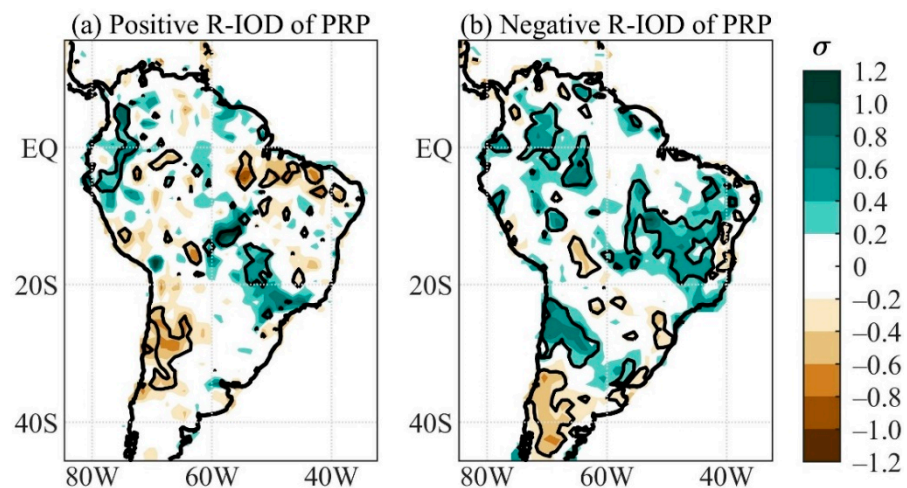 (a) Positive R-IOD of PRP
(b) Negative R-IOD of PRP
σ
EQ
20S
40S
80W 60W 40W
EQ
20S
40S
80W 60W 40W
1.2
1.0
0.8
0.6
0.4
0.2
0
−0.2
−0.4
−0.6
−0.8
−1.0
−1.2